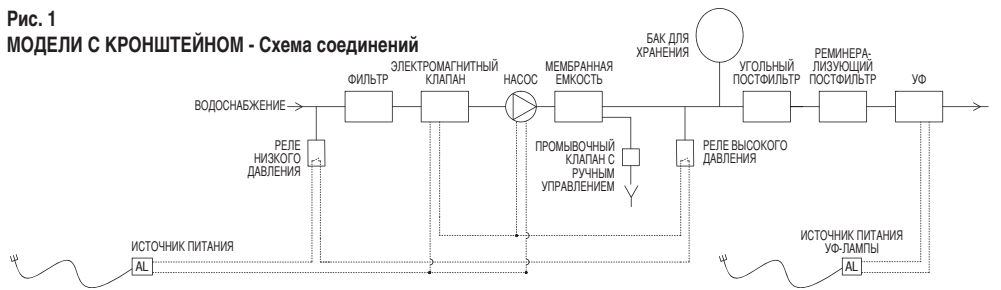 Рис. 1
МОДЕЛИ С КРОНШТЕЙНОМ - Схема соединений
БАК ДЛЯ
ХРАНЕНИЯ
ВОДОСНАБЖЕНИЕ
ФИЛЬТР
ЭЛЕКТРОМАГНИТНЫЙ
КЛАПАН
НАСОС
МЕМБРАННАЯ
ЕМКОСТЬ
УГОЛЬНЫЙ
ПОСТФИЛЬТР
РЕМИНЕРА-
ЛИЗУЮЩИЙ
ПОСТФИЛЬТР
УФ
РЕЛЕ
НИЗКОГО
ДАВЛЕНИЯ
ПРОМЫВОЧНЫЙ
КЛАПАН С
РУЧНЫМ
УПРАВЛЕНИЕМ
РЕЛЕ ВЫСОКОГО
ДАВЛЕНИЯ
ИСТОЧНИК ПИТАНИЯ
AL
ИСТОЧНИК ПИТАНИЯ
УФ-ЛАМПЫ
AL